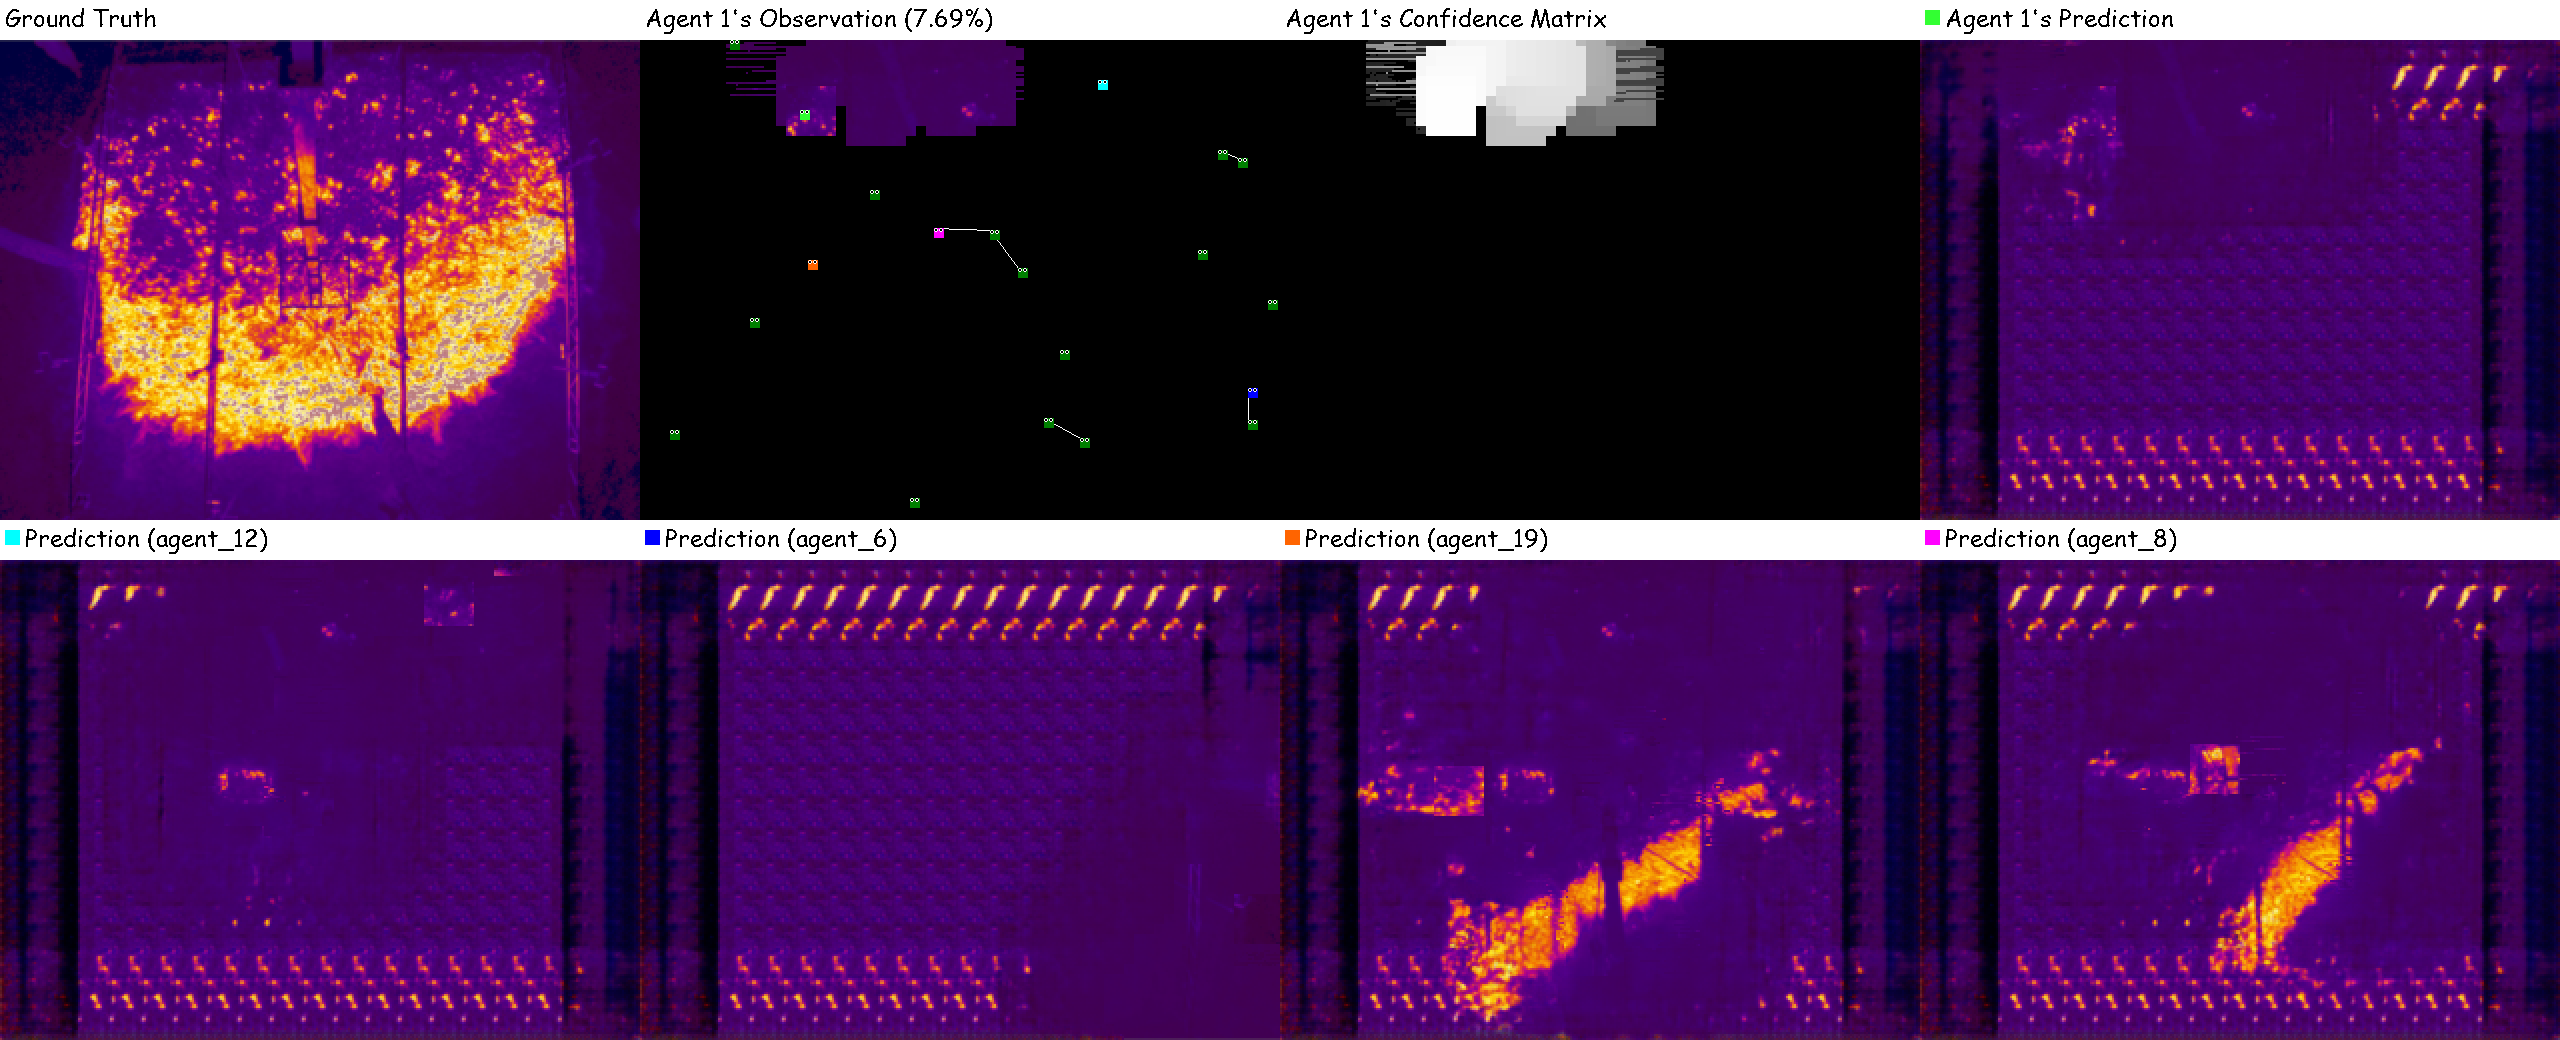 Ground Truth
Agent 1's Observation (7.69%)
Agent 1's Confidence Matrix
Agent 1's Prediction
Prediction (agent_12)
Prediction (agent_6)
Prediction (agent_19)
Prediction (agent_8)